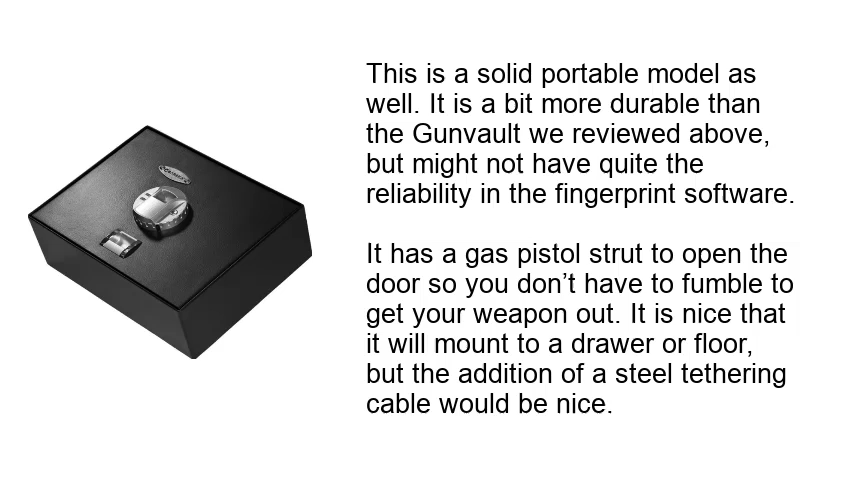 This is a solid portable model as
well. It is a bit more durable than
the Gunvault we reviewed above,
but might not have quite the
reliability in the fingerprint software.
It has a gas pistol strut to open the
door so you don’t have to fumble to
get your weapon out. It is nice that
it will mount to a drawer or floor,
but the addition of a steel tethering
cable would be nice.